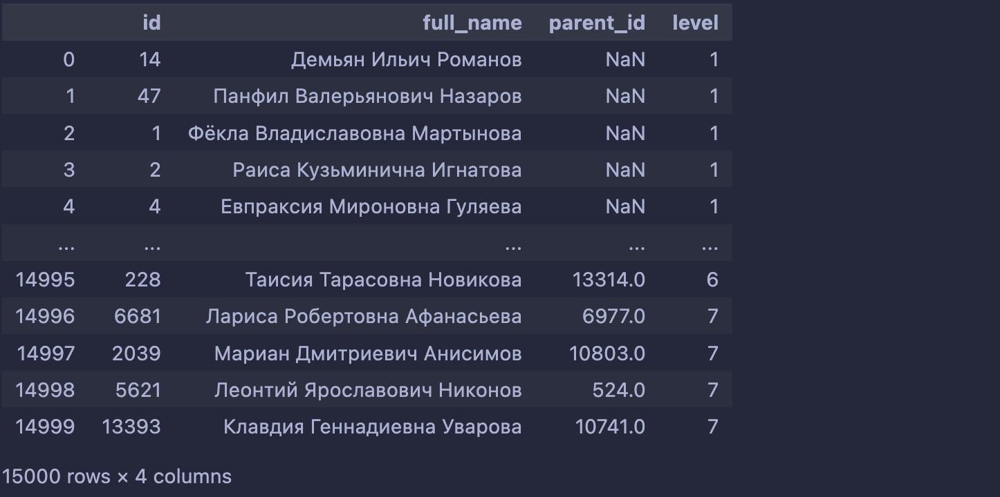 id full_name parent_id level
0 14 Демьян Ильич Романов NaN 1
1 47 Панфил Валерьянович Назаров NaN 1
2 1 Фёкла Владиславовна Мартынова NaN 1
3 2 Раиса Кузьминична Игнатова NaN 1
4 4 Евпраксия Мироновна Гуляева NaN 1
... ... ... ... ...
14995 228 Таисия Тарасовна Новикова 13314.0 6
14996 6681 Лариса Робертовна Афанасьева 6977.0 7
14997 2039 Мариан Дмитриевич Анисимов 10803.0 7
14998 5621 Леонтий Ярославович Никонов 524.0 7
14999 13393 Клавдия Геннадиевна Уварова 10741.0 7
15000 rows × 4 columns